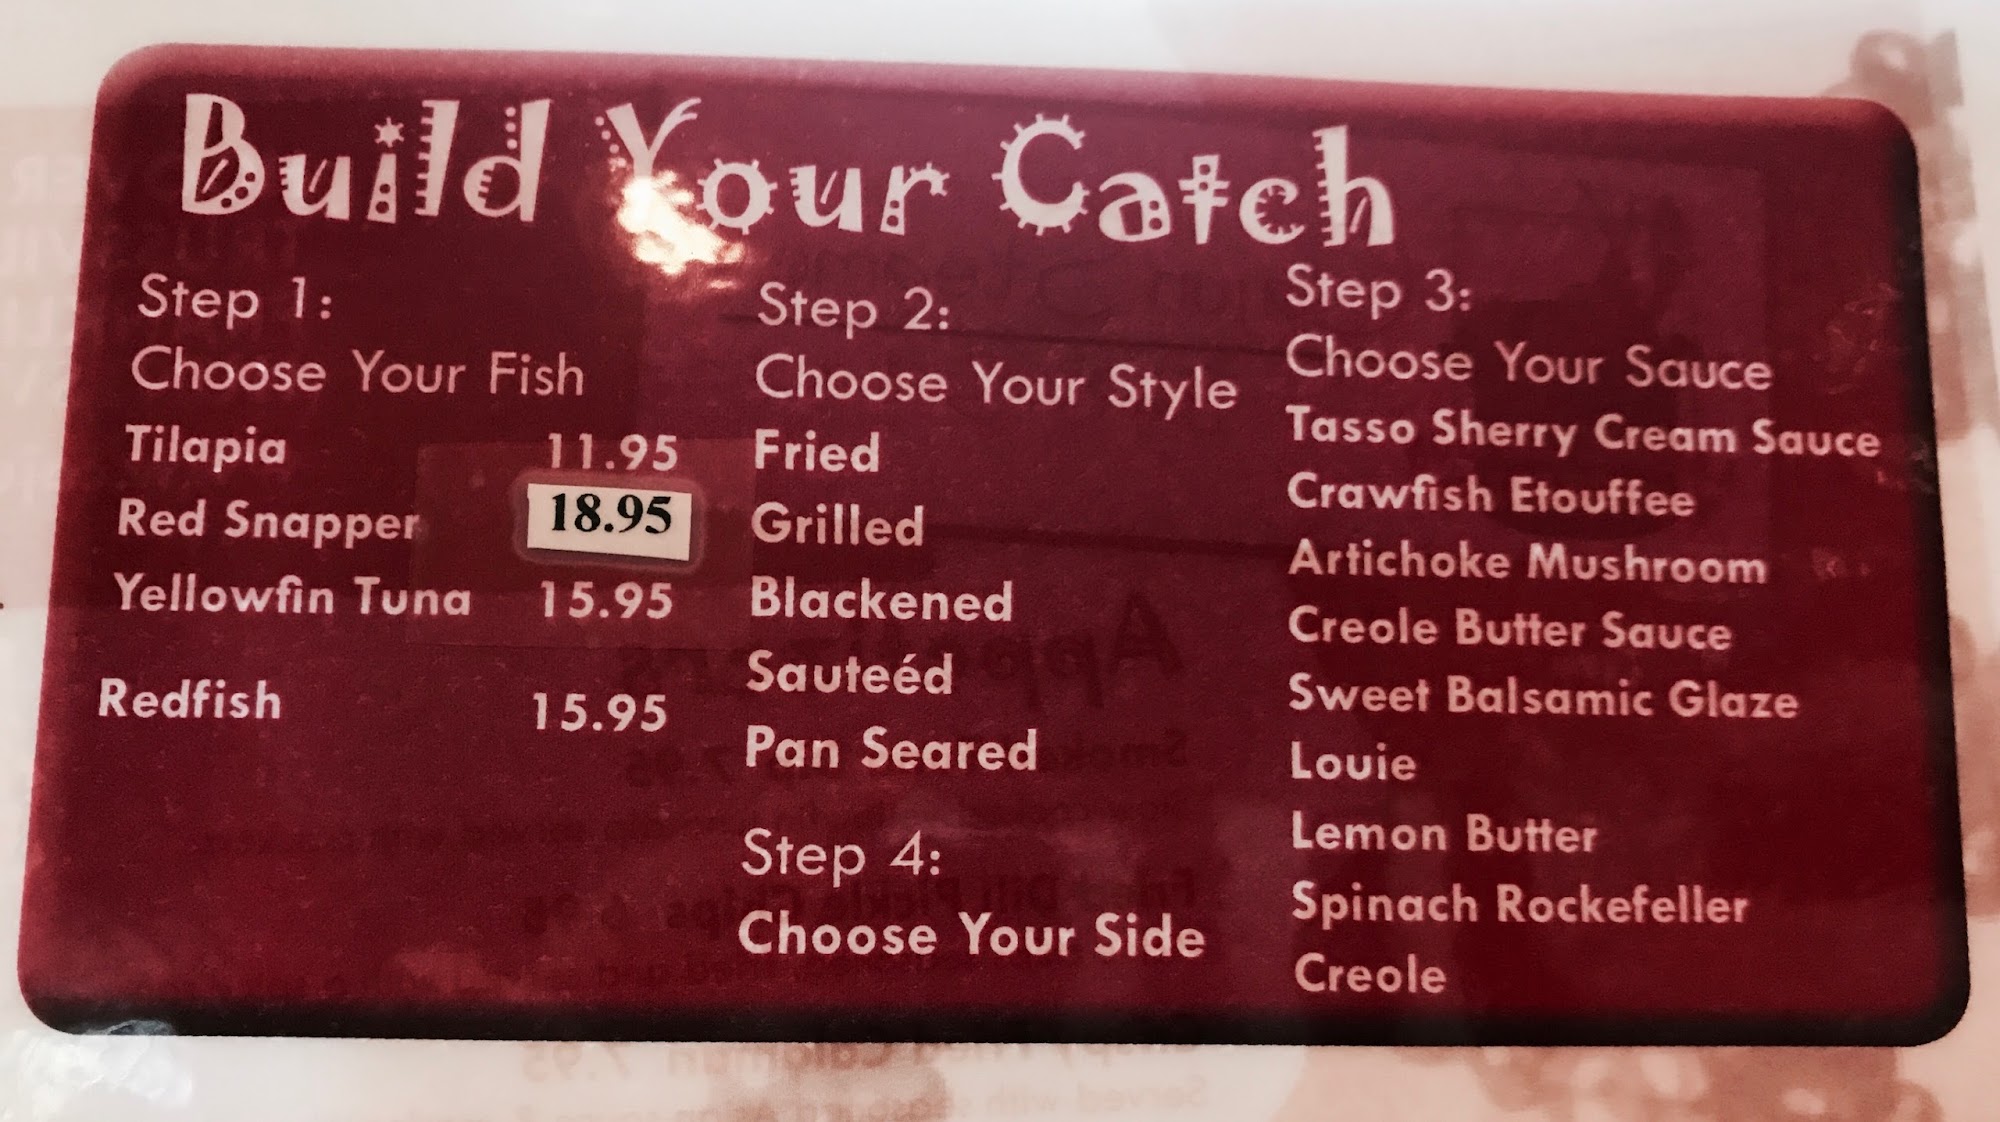 Build Your Catch
Step 1:
Choose Your Fish
Tilapia 11.95
Red Snapper 18.95
Yellowfin Tuna 15.95
Redfish 15.95
Step 2:
Choose Your Style
Fried
Grilled
Blackened
Sauteéd
Pan Seared
Step 3:
Choose Your Sauce
Tasso Sherry Cream Sauce
Crawfish Etouffee
Artichoke Mushroom
Creole Butter Sauce
Sweet Balsamic Glaze
Louie
Lemon Butter
Spinach Rockefeller
Creole
Step 4:
Choose Your Side